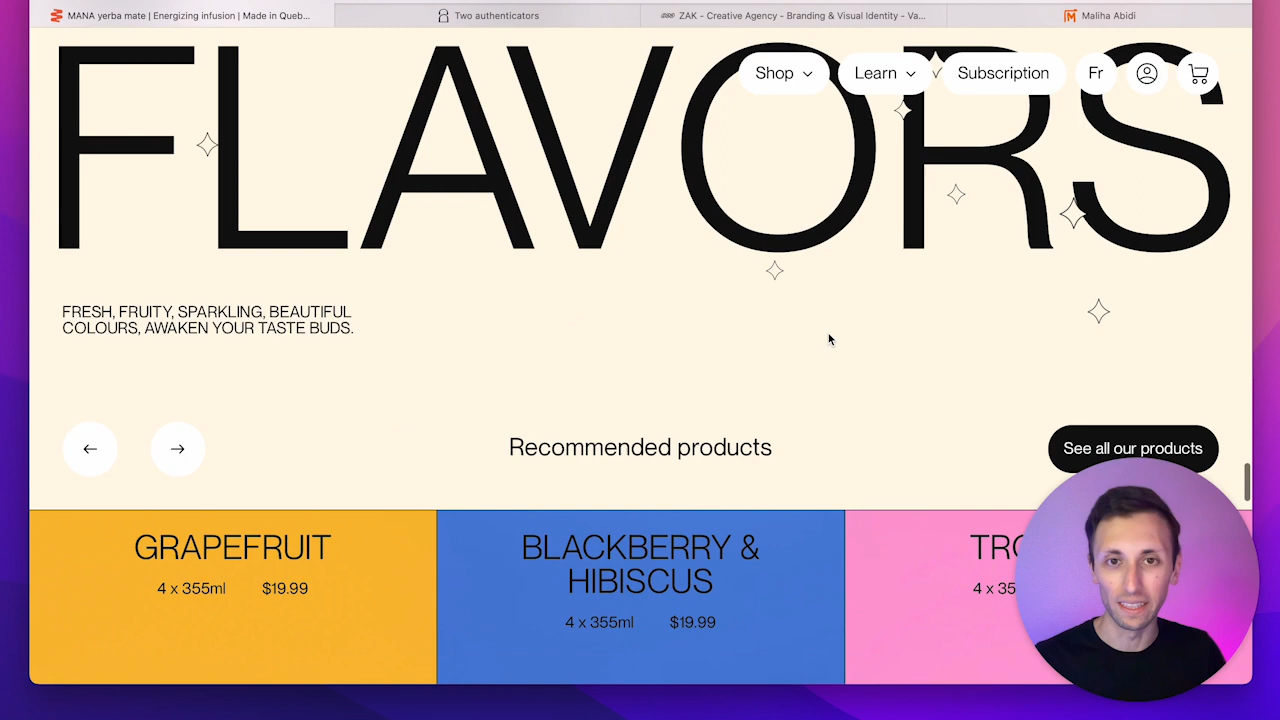 MANA yerba mate | Energizing infusion | Made in Queb...
Two authenticators
ZAK - Creative Agency - Branding & Visual Identity - Va...
Maliha Abidi
Shop
Learn
Subscription
Fr
FLAVORS
FRESH, FRUITY, SPARKLING, BEAUTIFUL
COLOURS, AWAKEN YOUR TASTE BUDS.
Recommended products
See all our products
GRAPEFRUIT
4 x 355ml $19.99
BLACKBERRY &
HIBISCUS
4 x 355ml $19.99